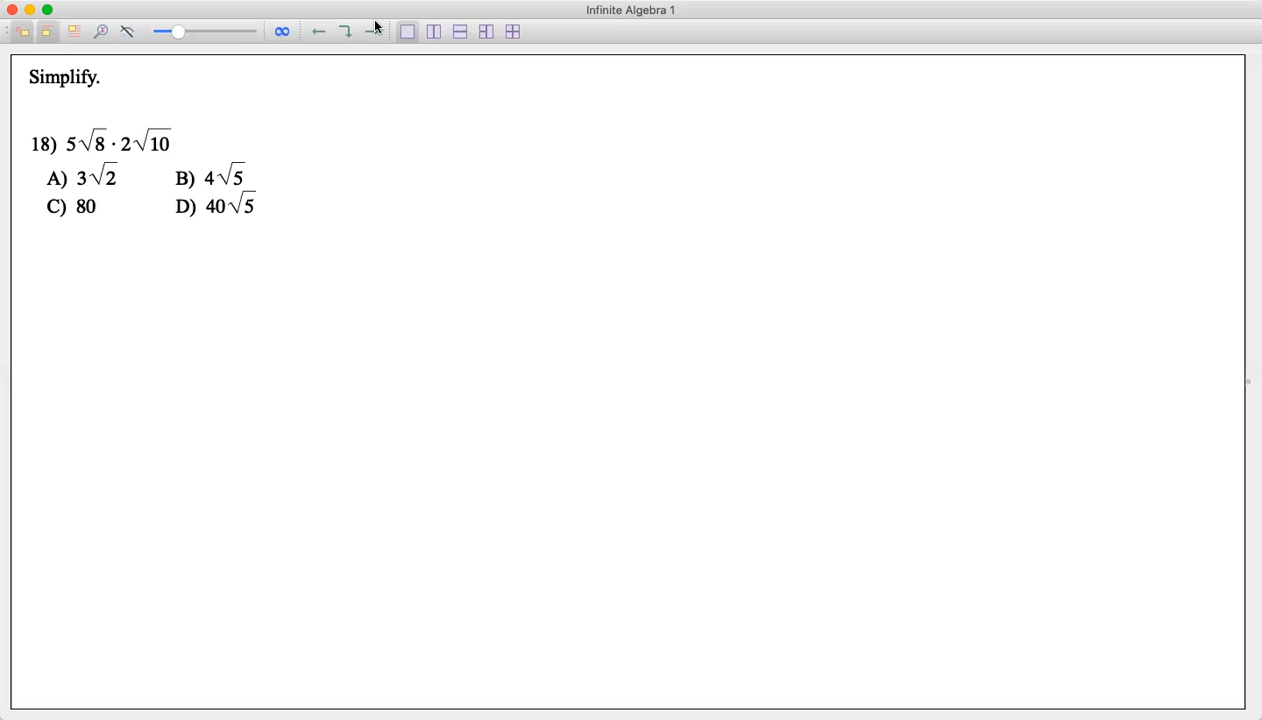 Infinite Algebra 1
Simplify.
18) 5√8 · 2√10
A) 3√2 B) 4√5
C) 80 D) 40√5